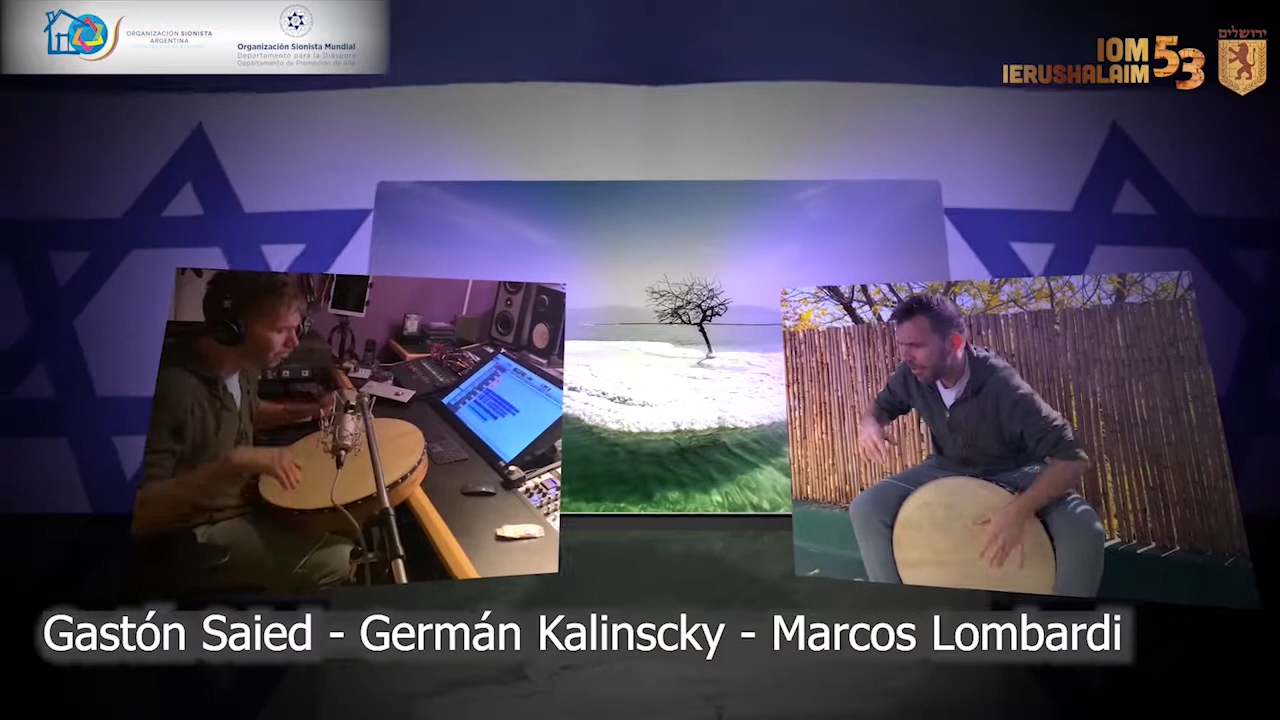 ORGANIZACIÓN SIONISTA
ARGENTINA
Organización Sionista Mundial
Departamento para la Diáspora
Departamento de Promoción de Aliá
IOM
IERUSHALAIM
53
ירושלים
Gastón Saied - Germán Kalinscky - Marcos Lombardi